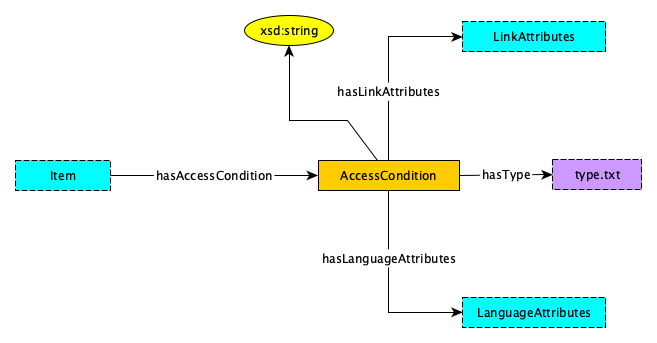 xsd:string
LinkAttributes
hasLinkAttributes
Item
hasAccessCondition
AccessCondition
hasType
type.txt
hasLanguageAttributes
LanguageAttributes